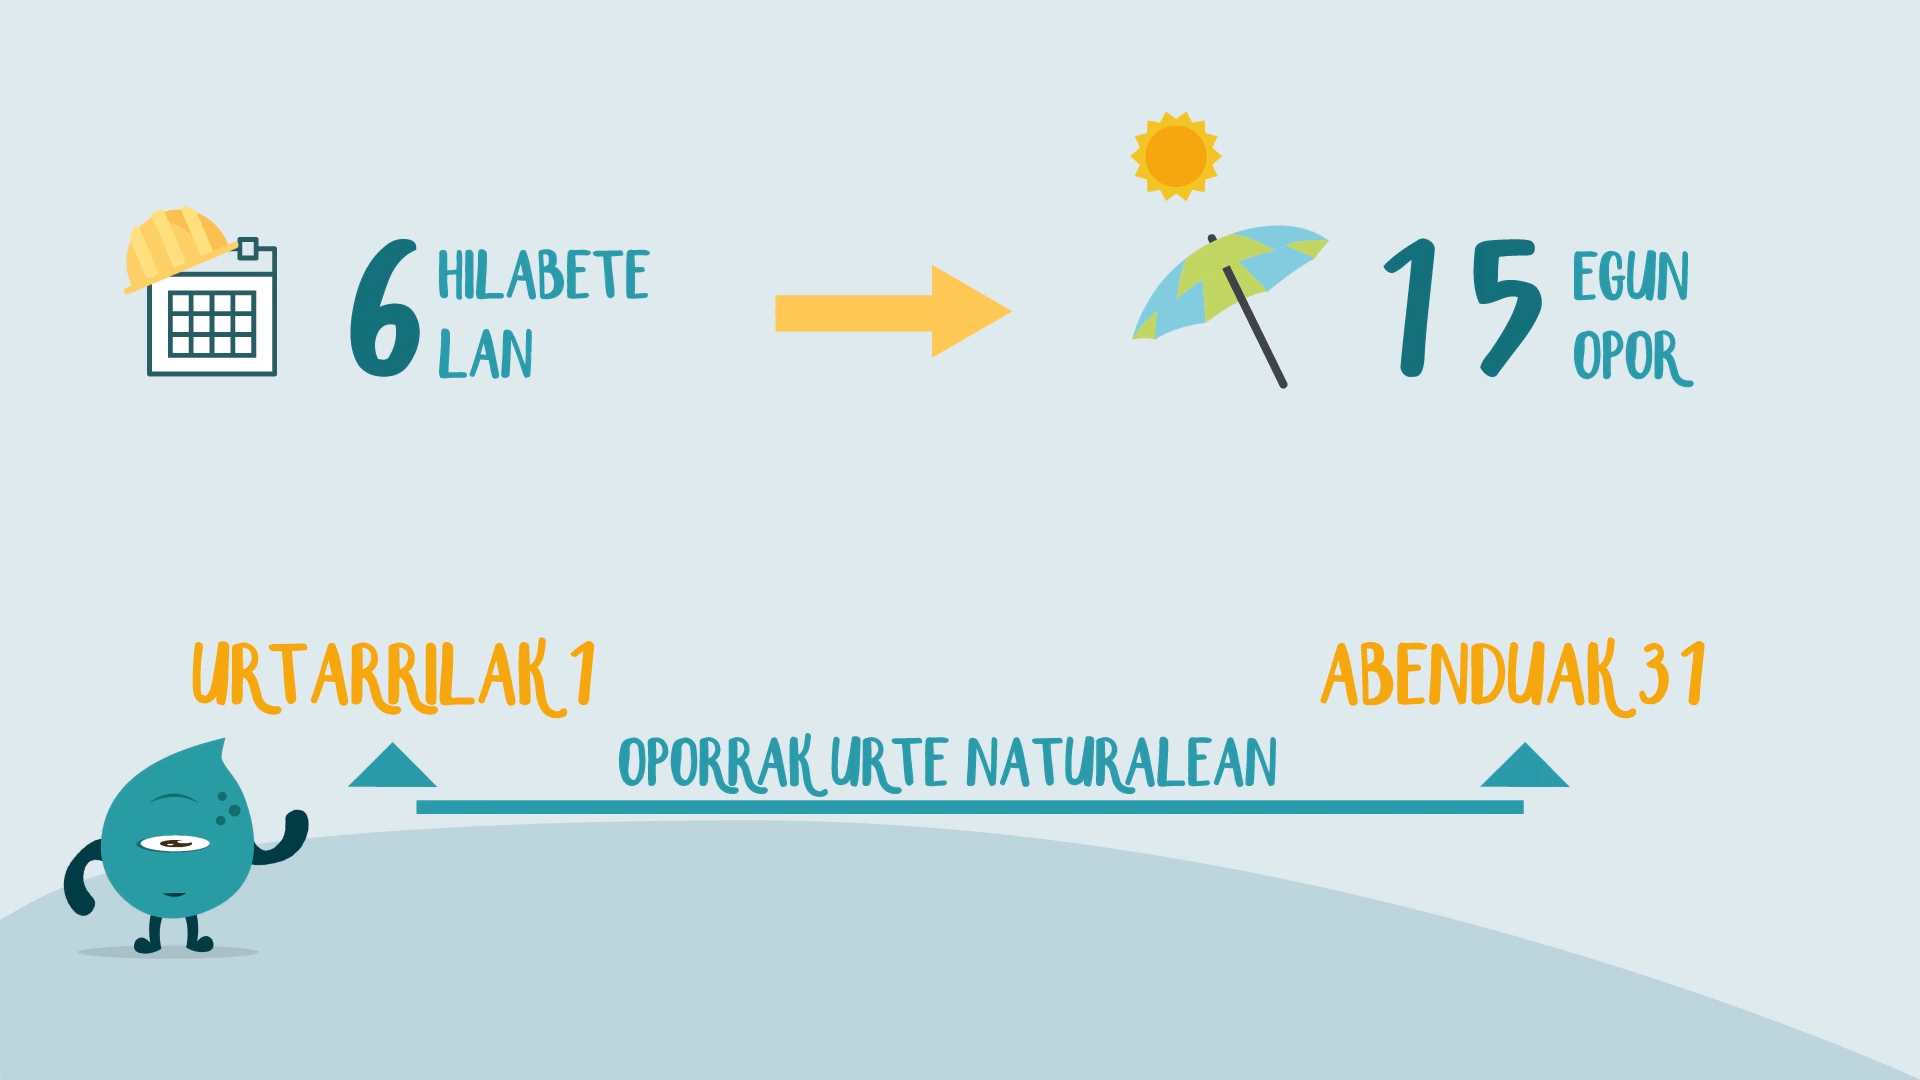 6 HILABETE
LAN
15 EGUN
OPOR
URTARRILAK 1
ABENDUAK 31
OPORRAK URTE NATURALEAN